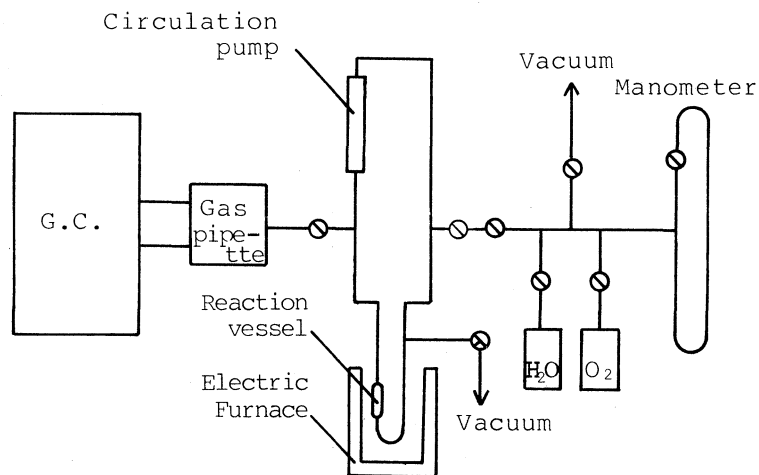 Circulation
pump
Vacuum
Manometer
G.C.
Gas
pipe-
tte
Reaction
vessel
Electric
Furnace
H₂O
O₂
Vacuum